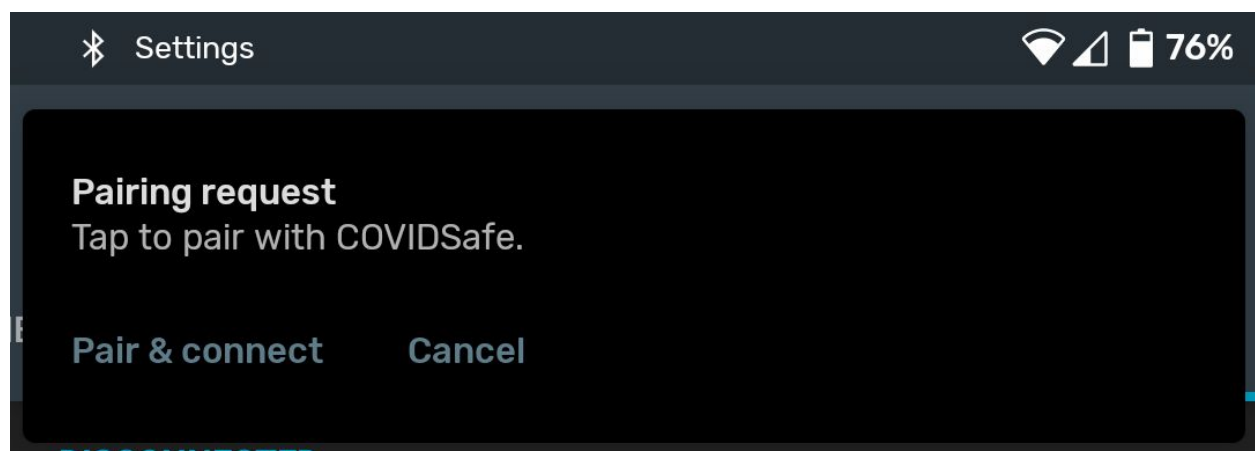 Settings 76%
Pairing request
Tap to pair with COVIDSafe.
Pair & connect Cancel